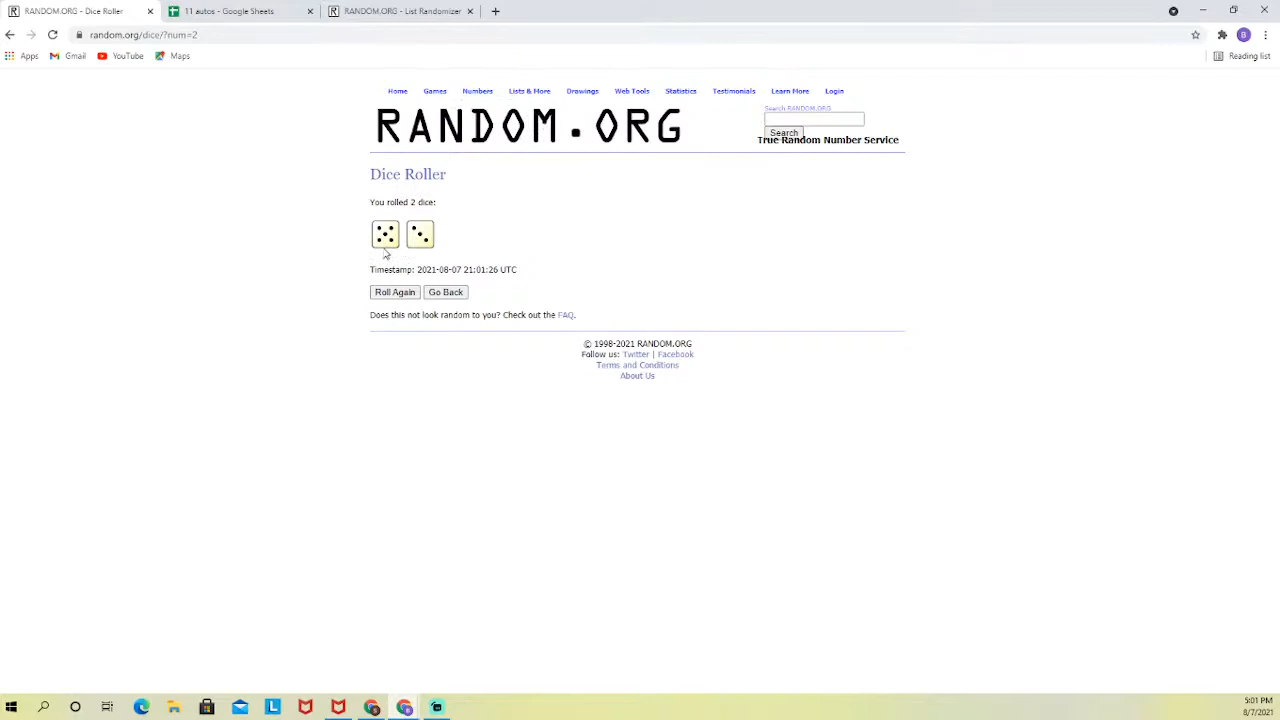 RANDOM.ORG - Dice Roller
11 autos - Google Sheets
RANDOM.ORG - List Randomizer
random.org/dice/?num=2
B
Apps
Gmail
YouTube
Maps
Reading list
Home Games Numbers Lists & More Drawings Web Tools Statistics Testimonials Learn More Login
RANDOM.ORG
Search RANDOM.ORG
Search
True Random Number Service
Dice Roller
You rolled 2 dice:
Timestamp: 2021-08-07 21:01:26 UTC
Roll Again Go Back
Does this not look random to you? Check out the FAQ.
© 1998-2021 RANDOM.ORG
Follow us: Twitter | Facebook
Terms and Conditions
About Us
5:01 PM
8/7/2021